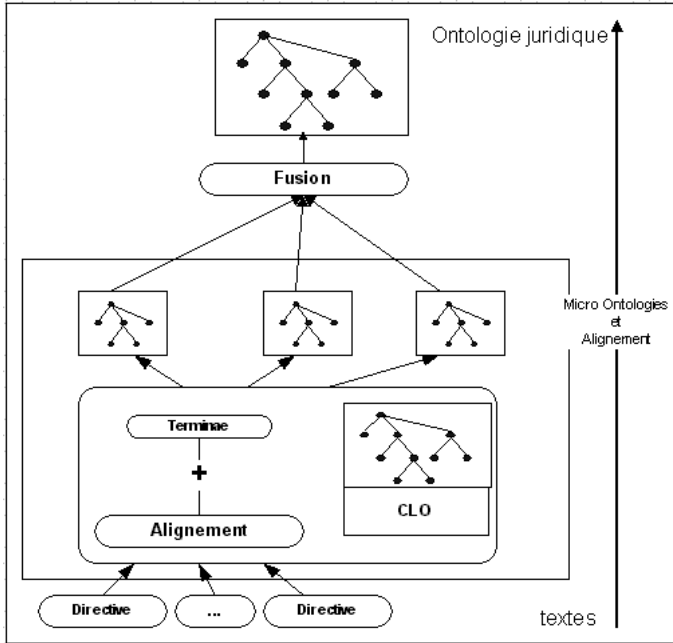 Ontologie juridique
Fusion
Micro Ontologies
et
Alignement
Terminae
+
CLO
Alignement
Directive
...
Directive
textes